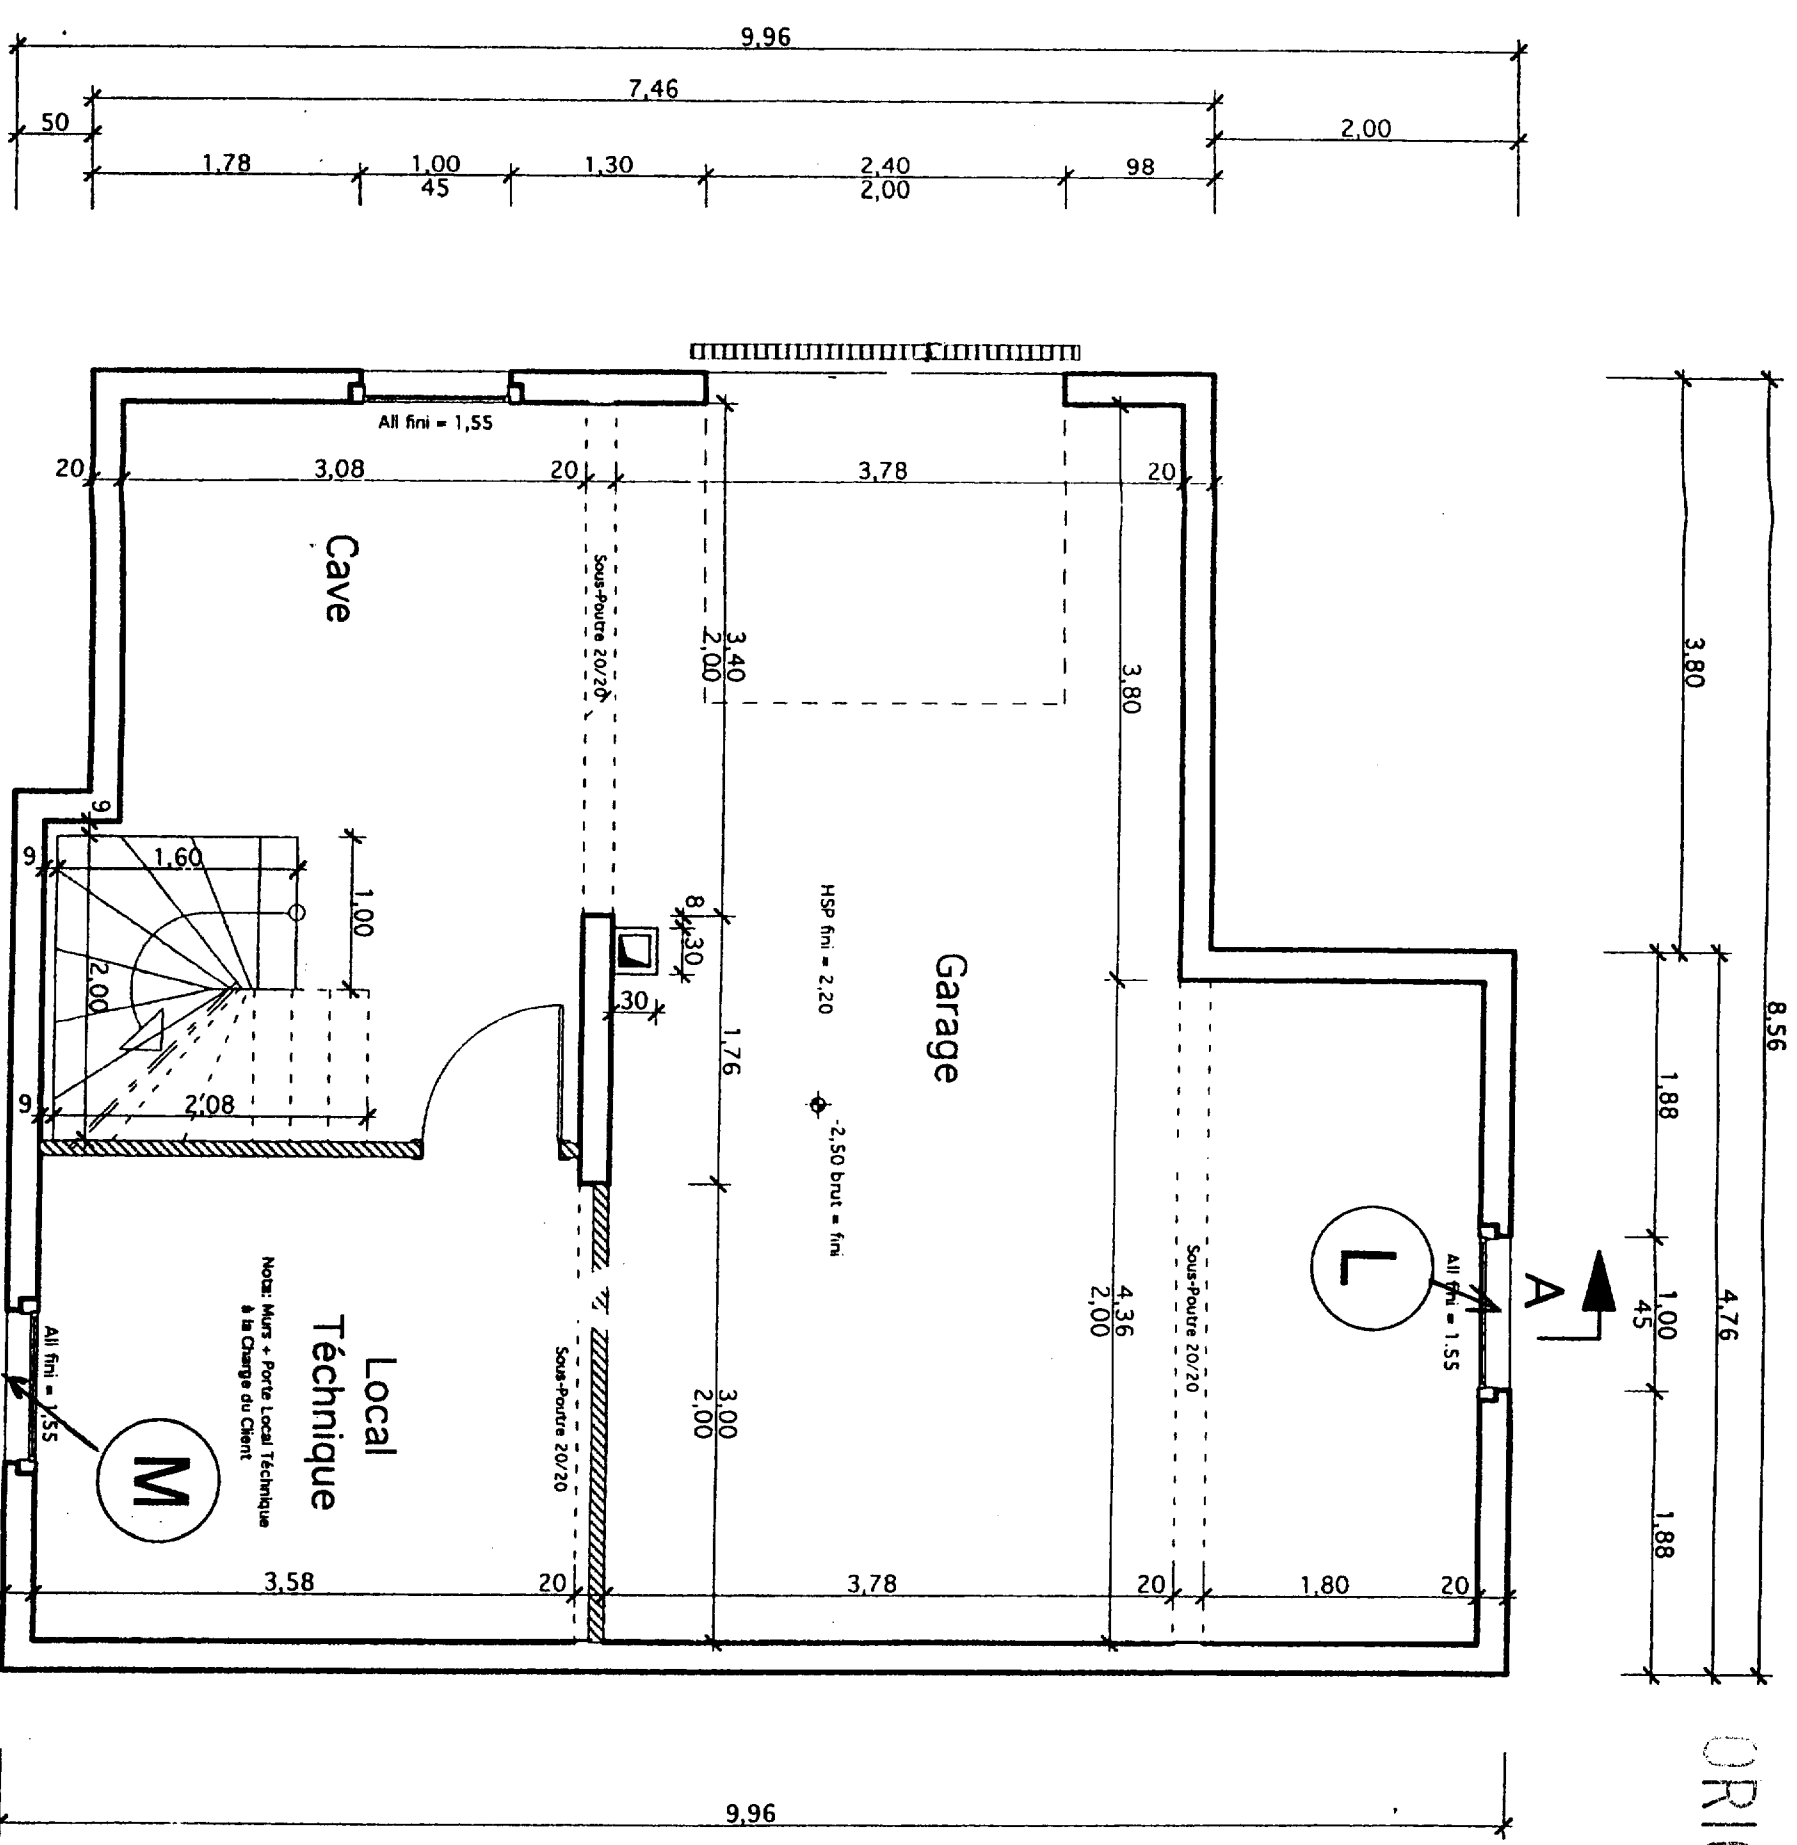 9,96
7,46
50
2,00
1,78
1,00
45
1,30
2,40
2,00
98
All fini = 1,55
20
3,08
20
3,78
20
Cave
Sous-Poutre 20/20
3,40
2,00
3,80
3,80
8,56
9
9
1,60
1,00
2,00
9
2,08
8
30
30
1,76
HSP fini = 2,20
Garage
-2,50 brut = fini
1,88
4,76
1,00
45
1,88
A
L
All fini = 1.55
Sous-Poutre 20/20
4,36
2,00
3,00
2,00
Sous-Poutre 20/20
Local
Téchnique
Nota: Murs + Porte Local Téchnique
à la Charge du Client
All fini = 1,55
M
3,58
20
3,78
20
1,80
20
9,96